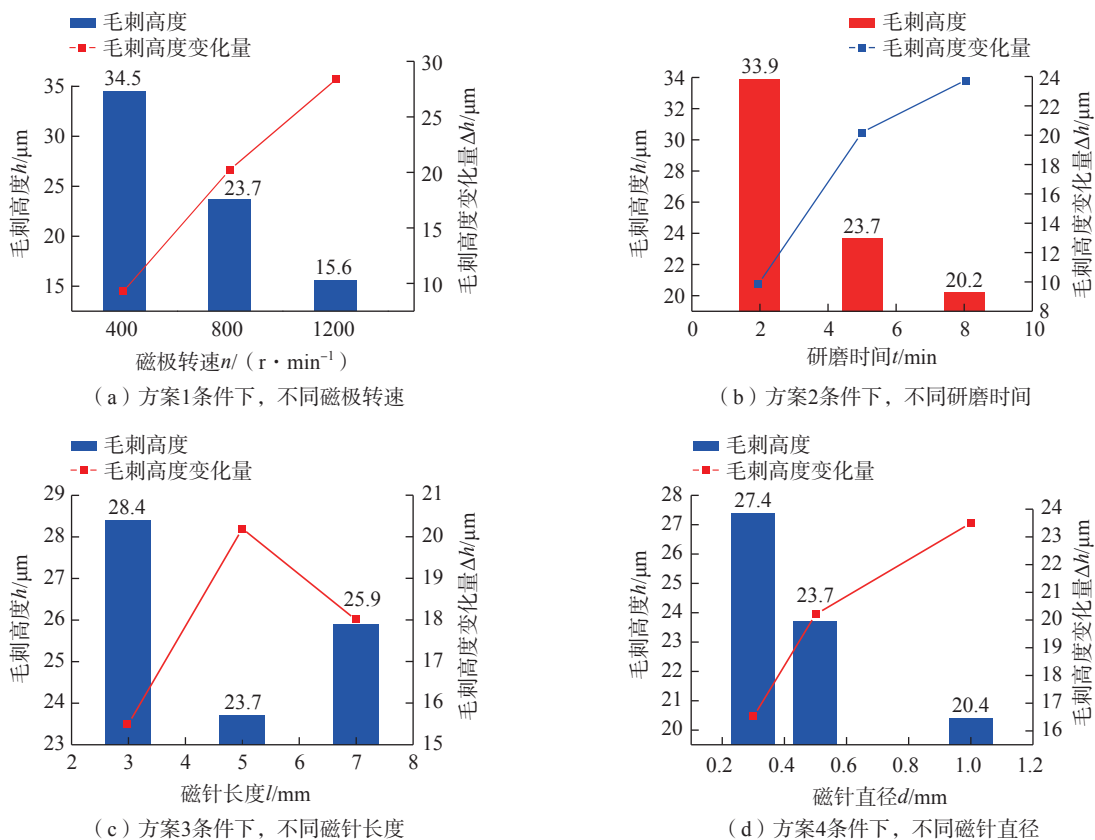 毛刺高度
毛刺高度变化量
34.5
23.7
15.6
35
30
25
20
15
毛刺高度h/μm
30
20
10
毛刺高度变化量Δh/μm
400 800 1200
磁极转速n/（r·min⁻¹）
（a）方案1条件下，不同磁极转速
毛刺高度
毛刺高度变化量
33.9
23.7
20.2
34
32
30
28
26
24
22
20
毛刺高度h/μm
24
22
20
18
16
14
12
10
8
毛刺高度变化量Δh/μm
0 2 4 6 8 10
研磨时间t/min
（b）方案2条件下，不同研磨时间
毛刺高度
毛刺高度变化量
28.4
23.7
25.9
29
28
27
26
25
24
23
毛刺高度h/μm
21
20
19
18
17
16
15
毛刺高度变化量Δh/μm
2 3 4 5 6 7 8
磁针长度l/mm
（c）方案3条件下，不同磁针长度
毛刺高度
毛刺高度变化量
27.4
23.7
20.4
28
27
26
25
24
23
22
21
20
毛刺高度h/μm
24
23
22
21
20
19
18
17
16
毛刺高度变化量Δh/μm
0.2 0.4 0.6 0.8 1.0 1.2
磁针直径d/mm
（d）方案4条件下，不同磁针直径